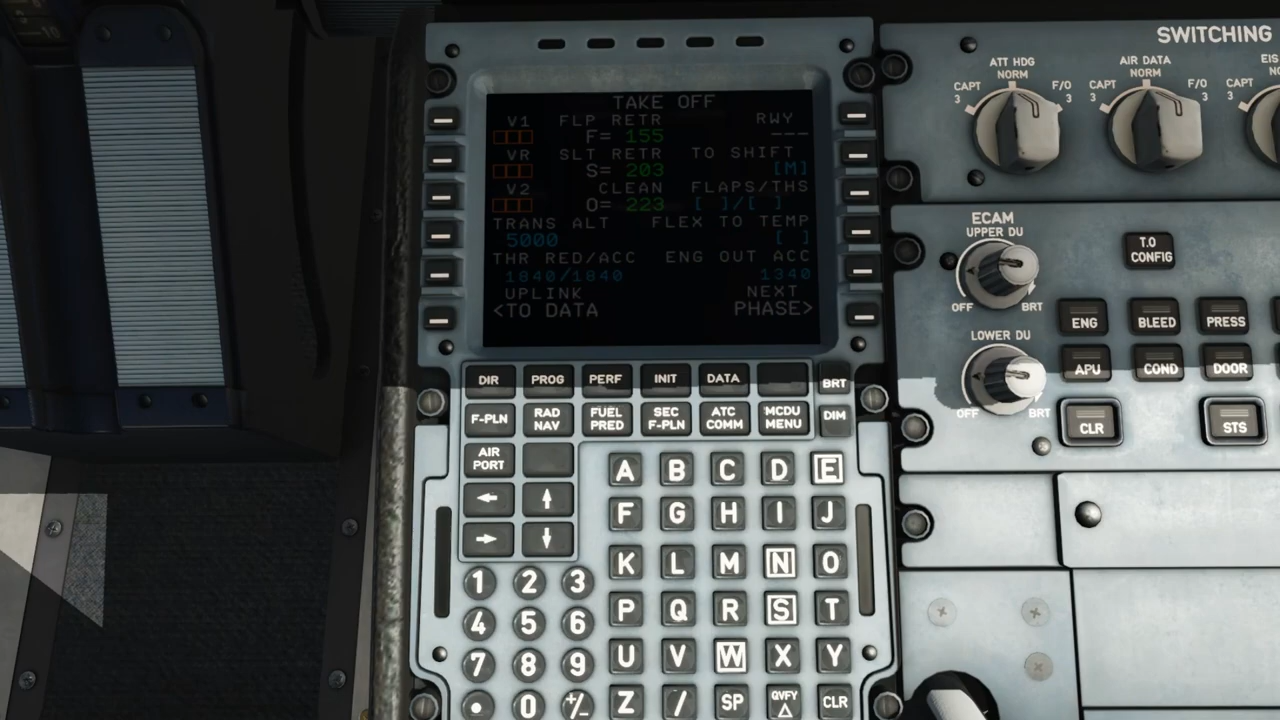 TAKE OFF
V1 FLP RETR RWY
F= 155 ---
VR SLT RETR TO SHIFT
S= 203 [M]
V2 CLEAN FLAPS/THS
O= 223 [ ]/[ ]
TRANS ALT FLEX TO TEMP
5000 [ ]
THR RED/ACC ENG OUT ACC
1840/1840 1340
UPLINK NEXT
<TO DATA PHASE>
DIR PROG PERF INIT DATA BRT
F-PLN RAD NAV FUEL PRED SEC F-PLN ATC COMM MCDU MENU DIM
AIR PORT
← ↑
→ ↓
A B C D E
F G H I J
K L M N O
P Q R S T
U V W X Y
Z / SP OVFY △ CLR
1 2 3
4 5 6
7 8 9
. 0 +/-
SWITCHING
ATT HDG
NORM
CAPT 3 F/O 3
AIR DATA
NORM
CAPT 3 F/O 3
EIS
CAPT 3
ECAM
UPPER DU
OFF BRT
T.O CONFIG
LOWER DU
OFF BRT
ENG BLEED PRESS
APU COND DOOR
CLR STS
10